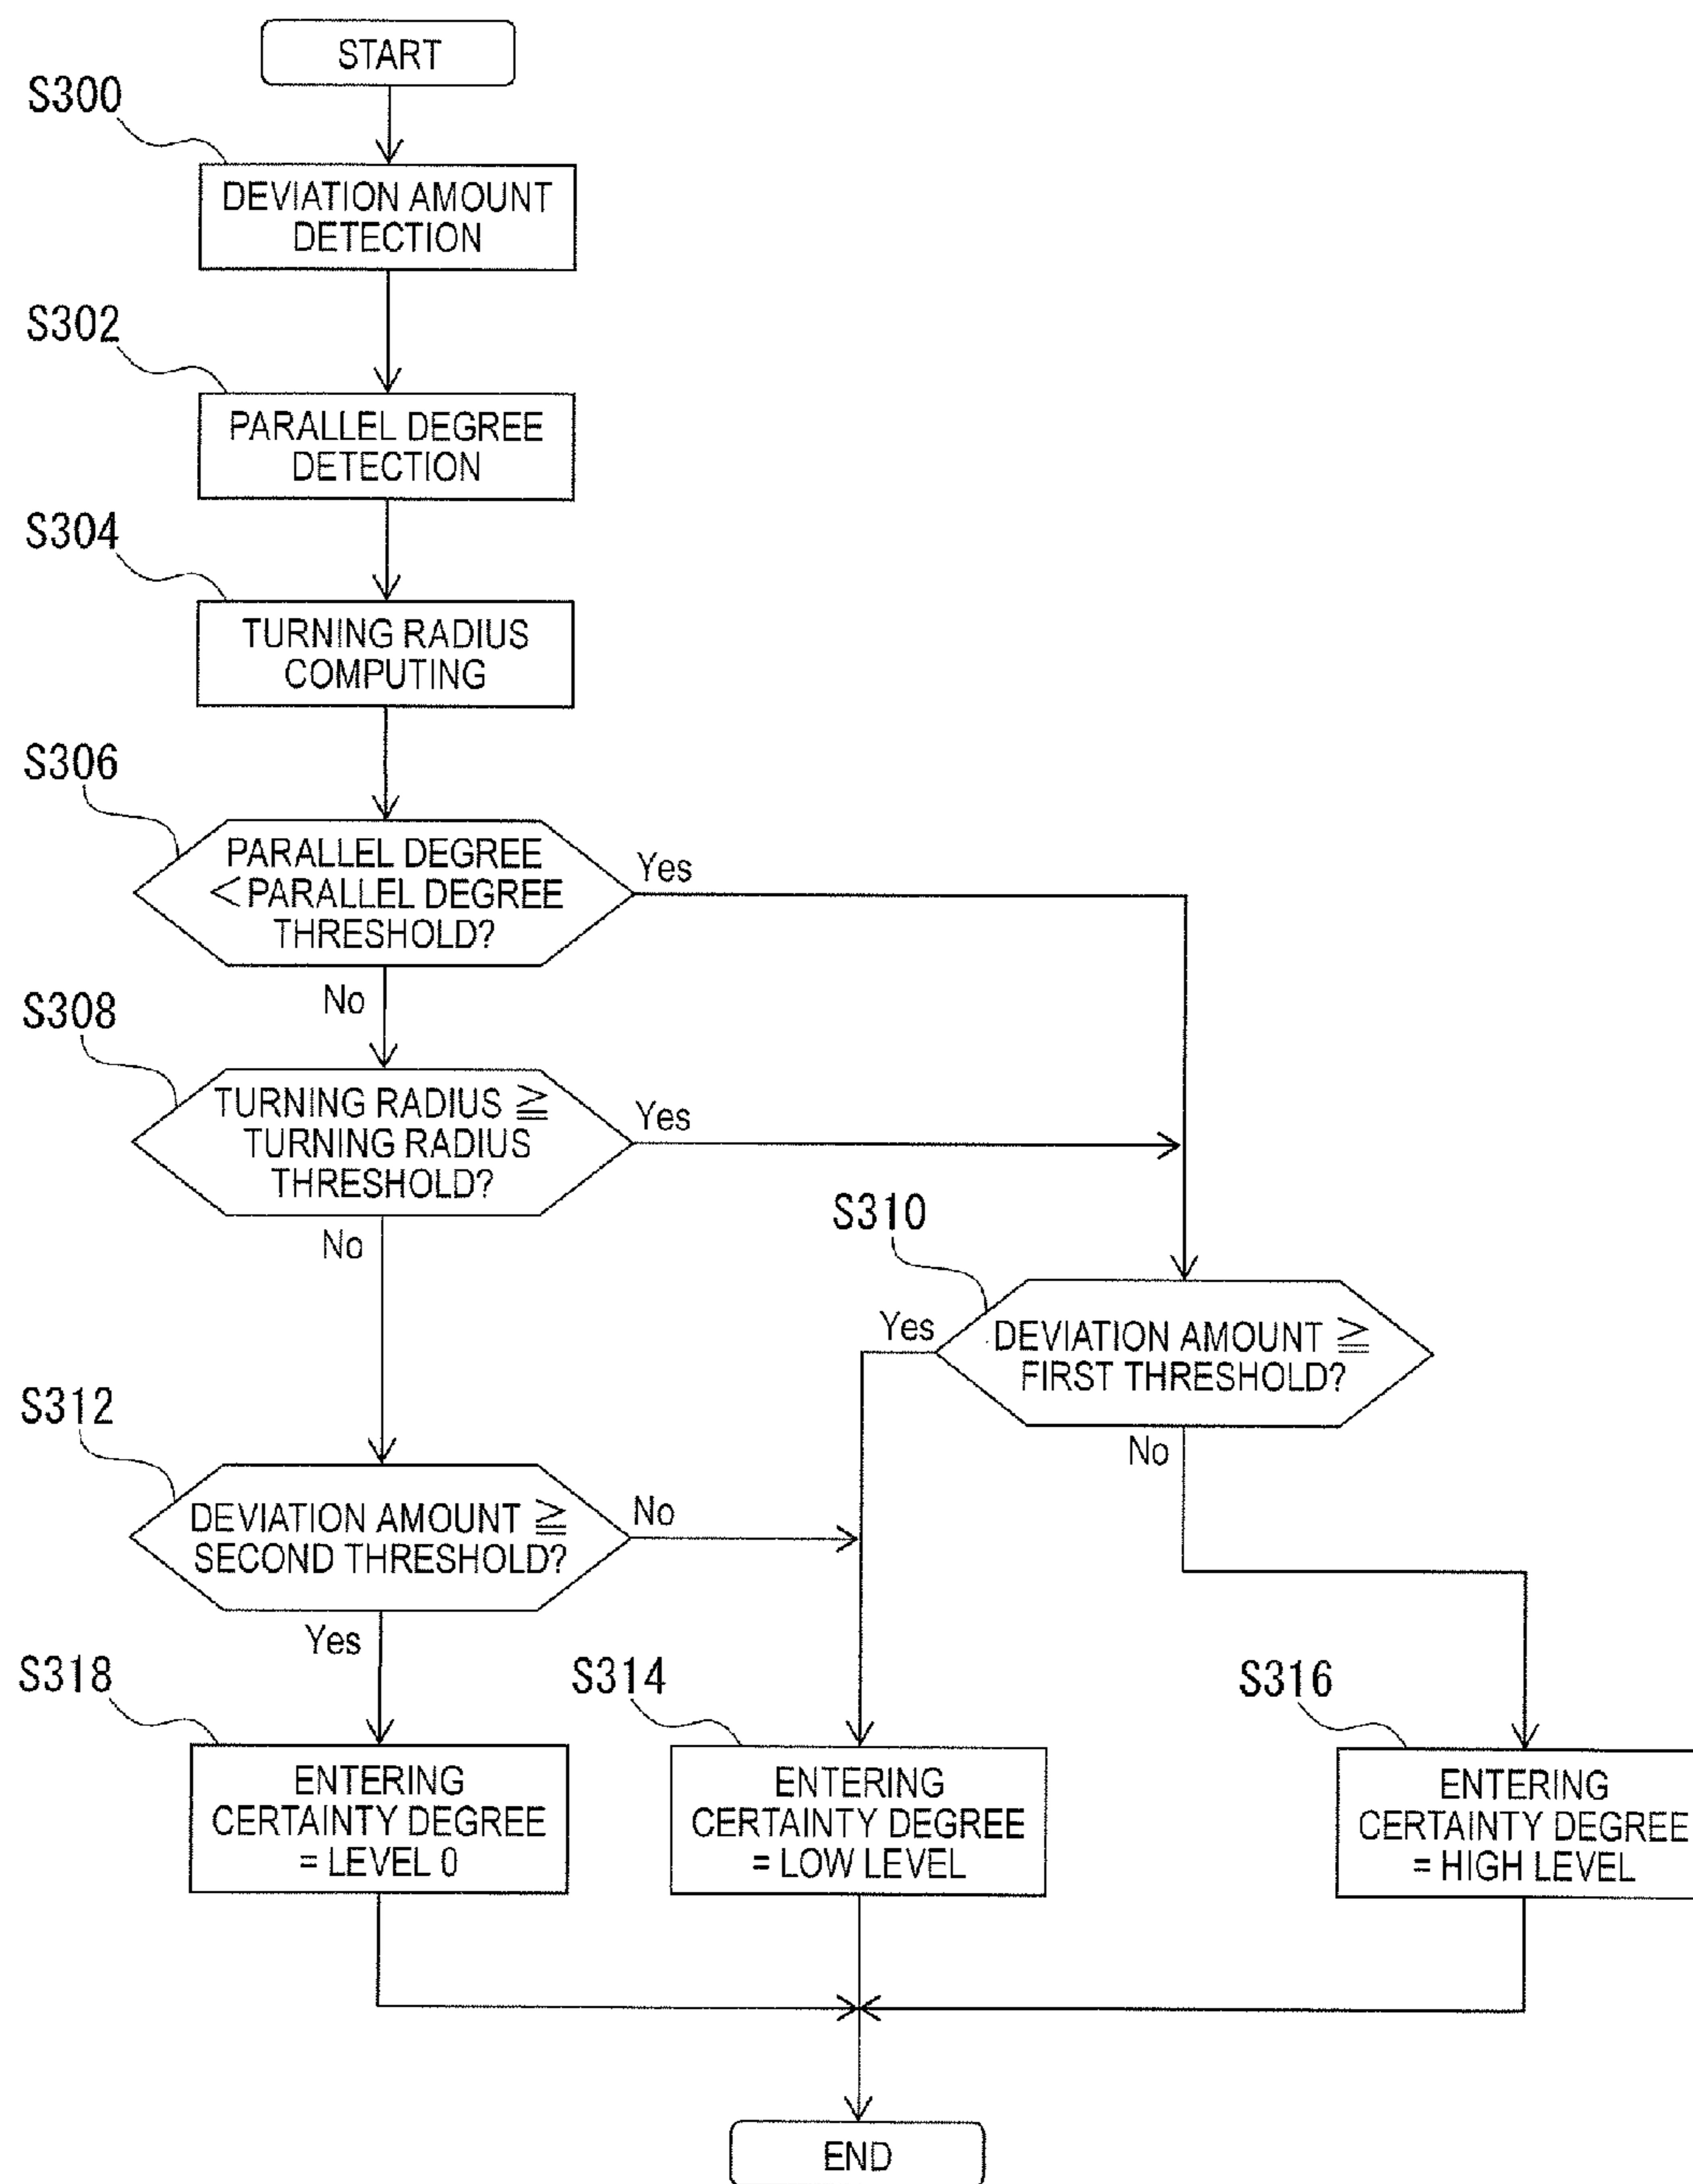 START
S300
DEVIATION AMOUNT
DETECTION
S302
PARALLEL DEGREE
DETECTION
S304
TURNING RADIUS
COMPUTING
S306
PARALLEL DEGREE
<PARALLEL DEGREE
THRESHOLD?
Yes
No
S308
TURNING RADIUS ≧
TURNING RADIUS
THRESHOLD?
Yes
No
S310
DEVIATION AMOUNT ≧
FIRST THRESHOLD?
Yes
No
S312
DEVIATION AMOUNT ≧
SECOND THRESHOLD?
No
Yes
S318
ENTERING
CERTAINTY DEGREE
= LEVEL 0
S314
ENTERING
CERTAINTY DEGREE
= LOW LEVEL
S316
ENTERING
CERTAINTY DEGREE
= HIGH LEVEL
END